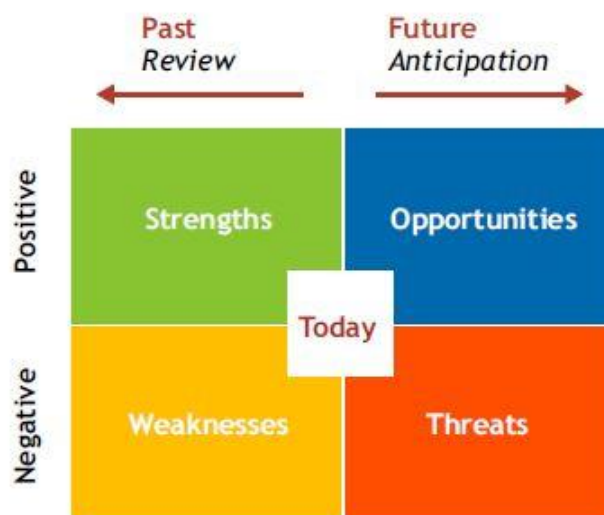 Past
Review
Future
Anticipation
Positive
Strengths
Opportunities
Today
Negative
Weaknesses
Threats